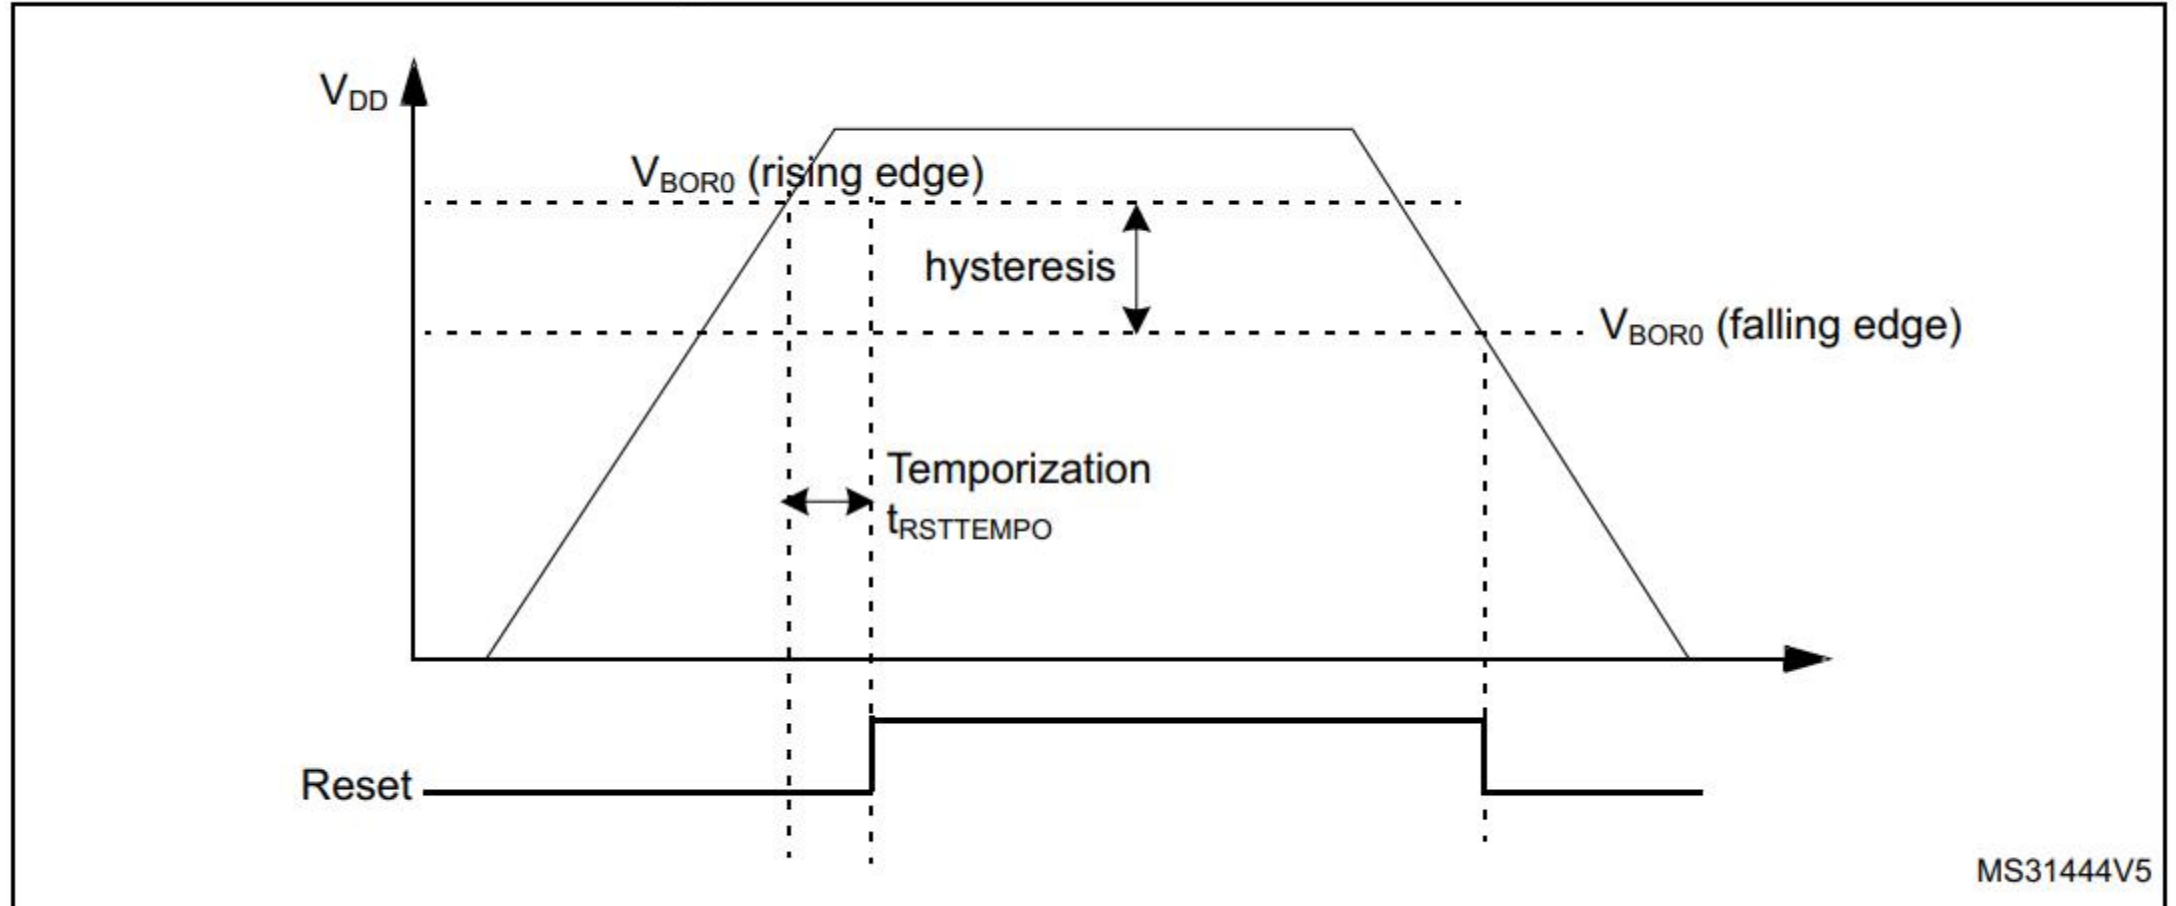 VDD
VBOR0 (rising edge)
hysteresis
VBOR0 (falling edge)
Temporization
tRSTTEMPO
Reset
MS31444V5